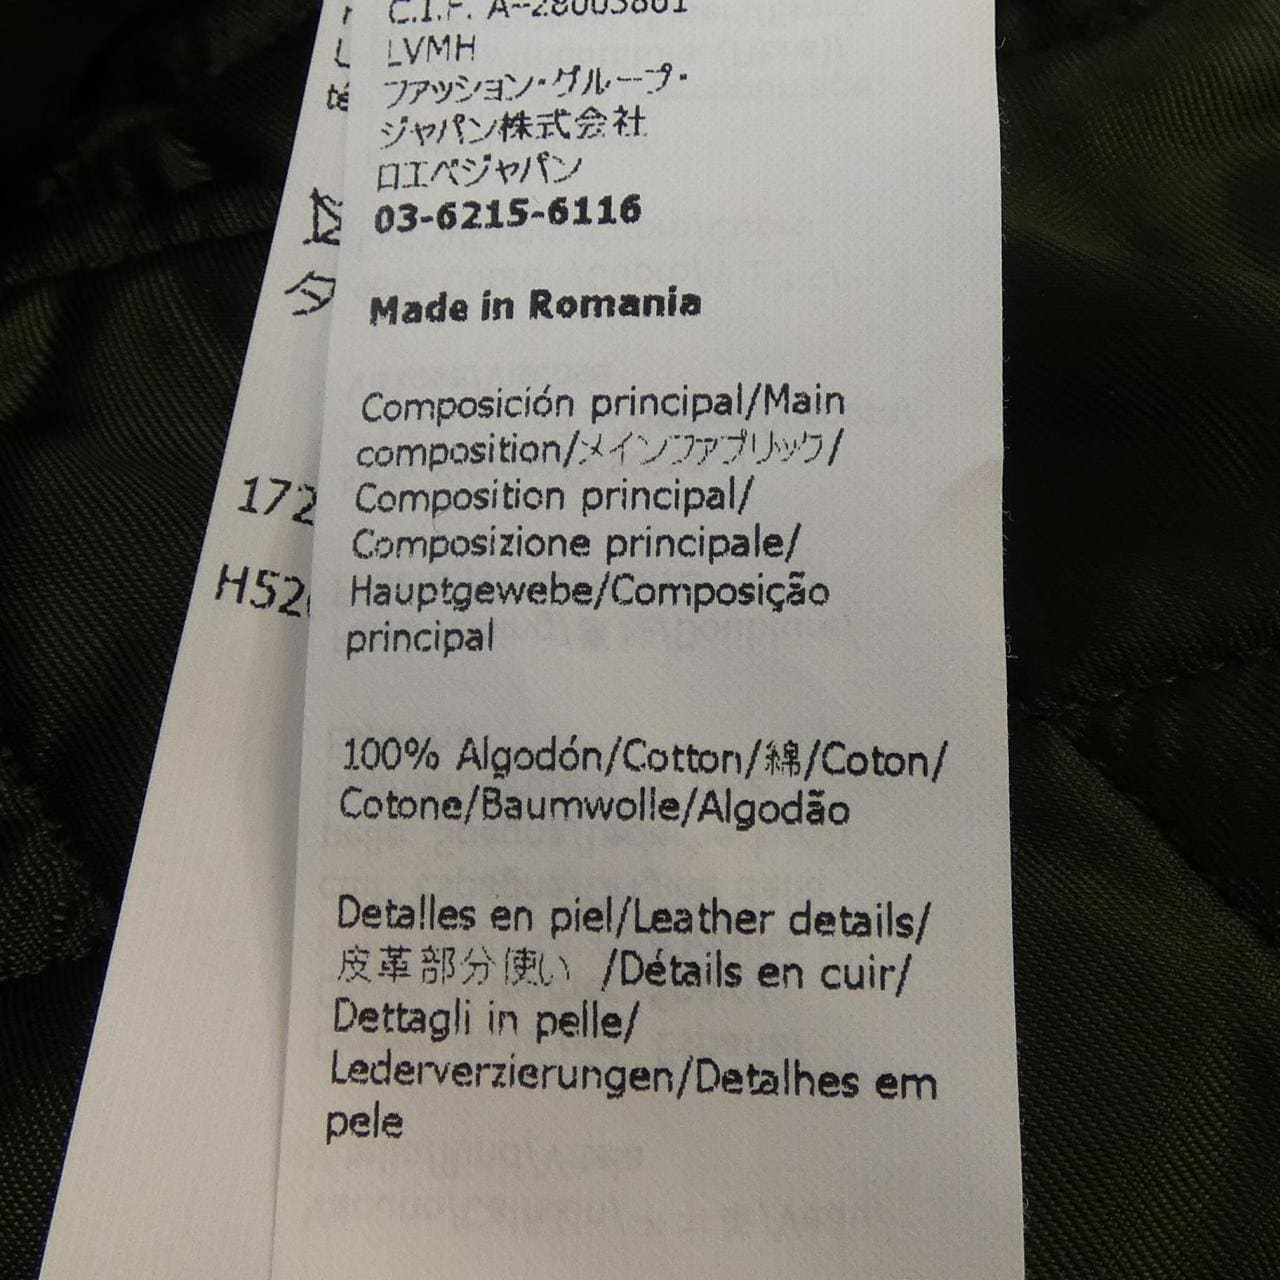 LVMH
ファッション・グループ・
ジャパン株式会社
ロエベジャパン
03-6215-6116
Made in Romania
Composición principal/Main
composition/メインファブリック/
Composition principal/
Composizione principale/
Hauptgewebe/Composição
principal
100% Algodón/Cotton/綿/Coton/
Cotone/Baumwolle/Algodão
Detalles en piel/Leather details/
皮革部分使い /Détails en cuir/
Dettagli in pelle/
Lederverzierungen/Detalhes em
pele